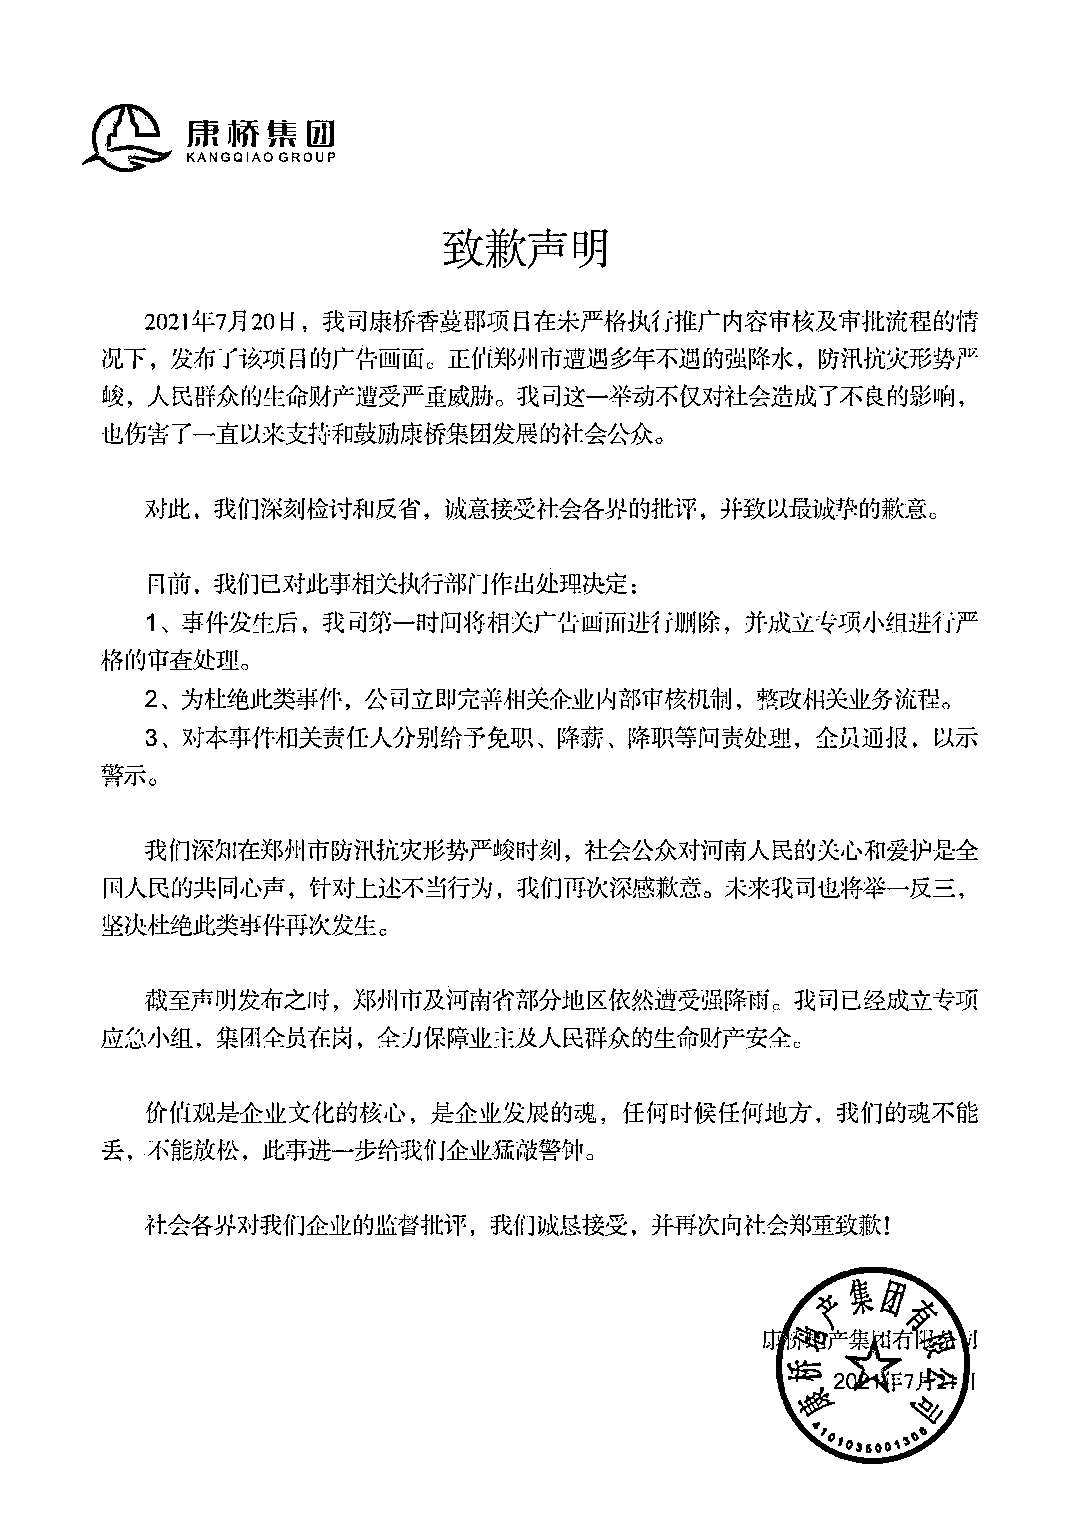 康桥集团
KANGQIAO GROUP
致歉声明
2021年7月20日，我司康桥香蔓郡项目在未严格执行推广内容审核及审批流程的情
况下，发布了该项目的广告画面。正值郑州市遭遇多年不遇的强降水，防汛抗灾形势严
峻，人民群众的生命财产遭受严重威胁。我司这一举动不仅对社会造成了不良的影响，
也伤害了一直以来支持和鼓励康桥集团发展的社会公众。
对此，我们深刻检讨和反省，诚意接受社会各界的批评，并致以最诚挚的歉意。
目前，我们已对此事相关执行部门作出处理决定：
1、事件发生后，我司第一时间将相关广告画面进行删除，并成立专项小组进行严
格的审查处理。
2、为杜绝此类事件，公司立即完善相关企业内部审核机制，整改相关业务流程。
3、对本事件相关责任人分别给予免职、降薪、降职等问责处理，全员通报，以示
警示。
我们深知在郑州市防汛抗灾形势严峻时刻，社会公众对河南人民的关心和爱护是全
国人民的共同心声，针对上述不当行为，我们再次深感歉意。未来我司也将举一反三，
坚决杜绝此类事件再次发生。
截至声明发布之时，郑州市及河南省部分地区依然遭受强降雨。我司已经成立专项
应急小组，集团全员在岗，全力保障业主及人民群众的生命财产安全。
价值观是企业文化的核心，是企业发展的魂，任何时候任何地方，我们的魂不能
丢，不能放松，此事进一步给我们企业猛敲警钟。
社会各界对我们企业的监督批评，我们诚恳接受，并再次向社会郑重致歉！
康桥地产集团有限公司
2021年7月21日
康桥房产集团有限公司
4101035001308